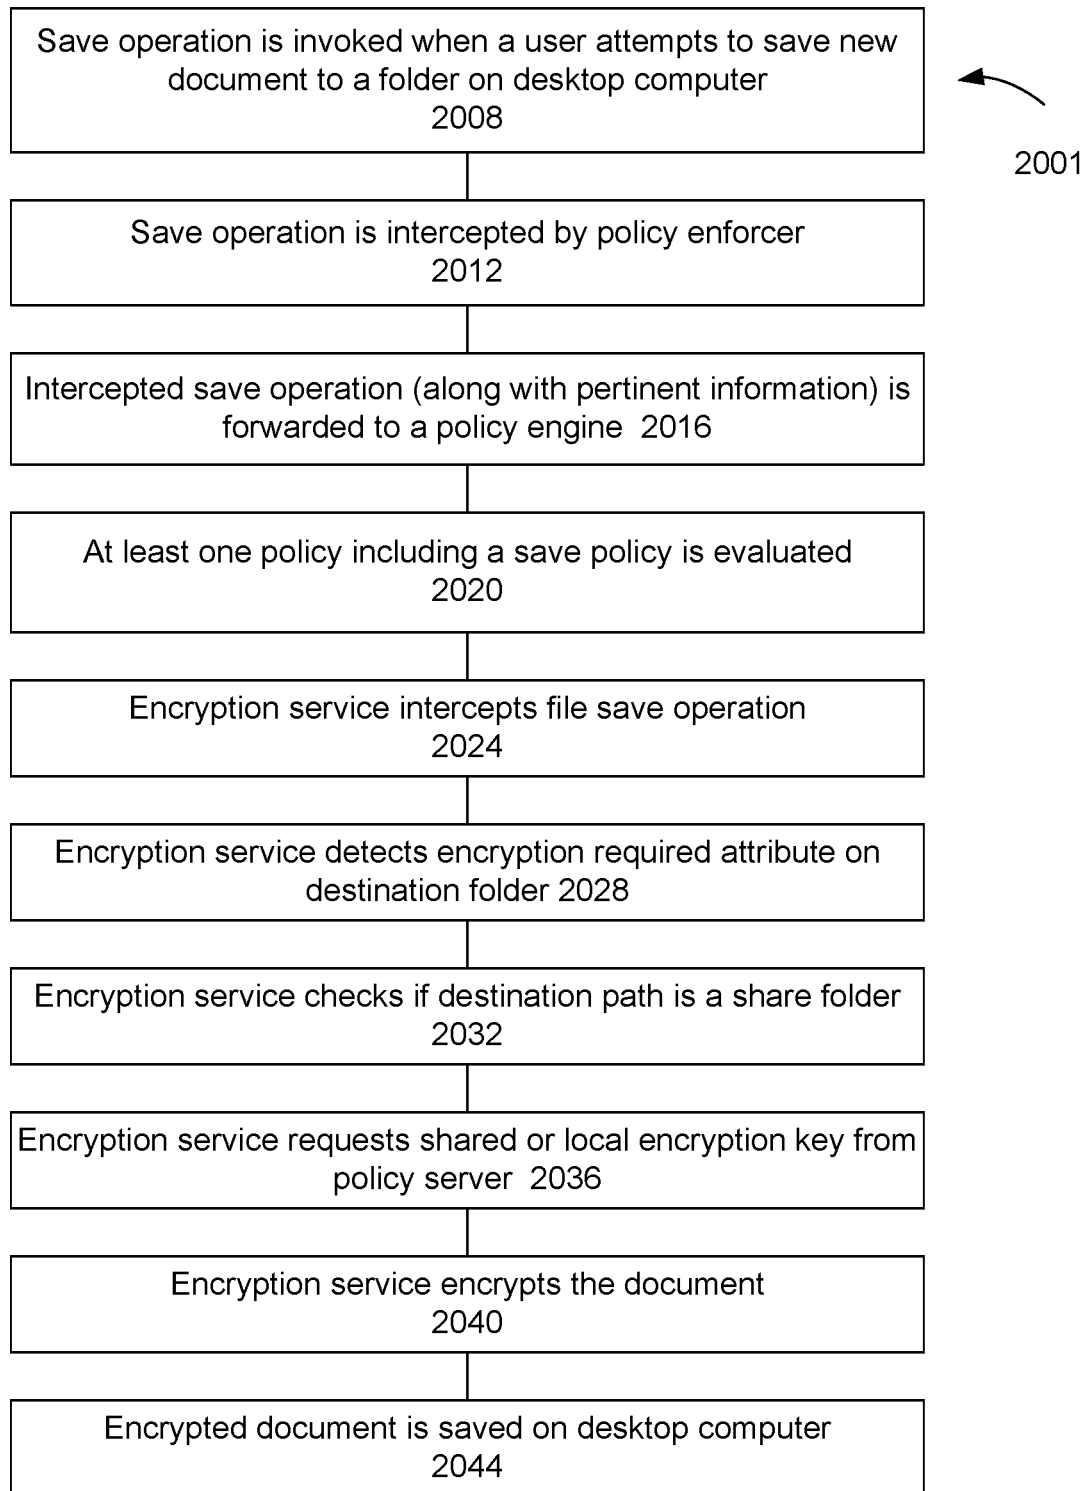 Save operation is invoked when a user attempts to save new
document to a folder on desktop computer
2008
2001
Save operation is intercepted by policy enforcer
2012
Intercepted save operation (along with pertinent information) is
forwarded to a policy engine 2016
At least one policy including a save policy is evaluated
2020
Encryption service intercepts file save operation
2024
Encryption service detects encryption required attribute on
destination folder 2028
Encryption service checks if destination path is a share folder
2032
Encryption service requests shared or local encryption key from
policy server 2036
Encryption service encrypts the document
2040
Encrypted document is saved on desktop computer
2044